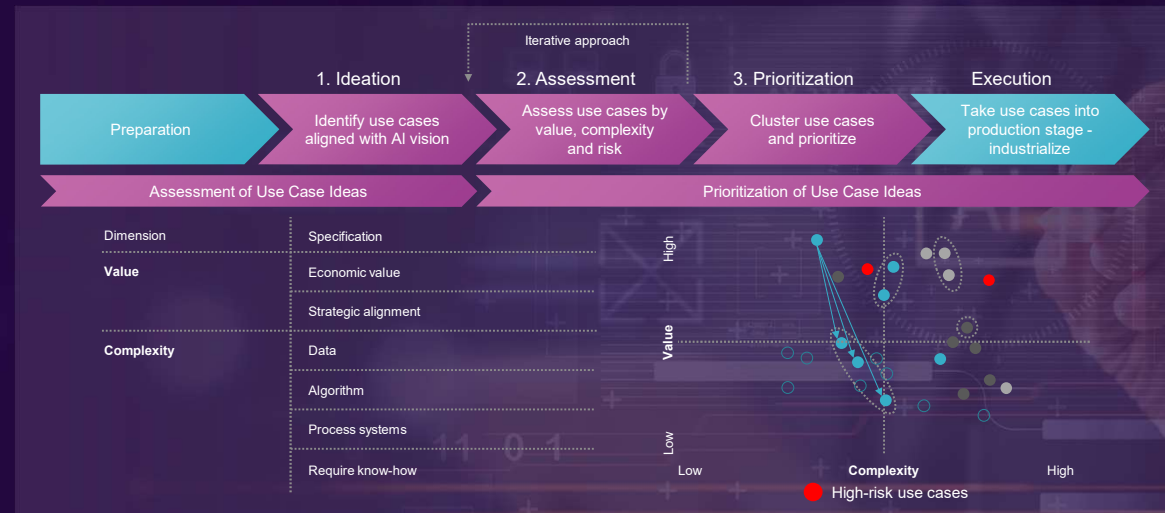 Iterative approach
1. Ideation
2. Assessment
3. Prioritization
Execution
Preparation
Identify use cases
aligned with AI vision
Assess use cases by
value, complexity
and risk
Cluster use cases
and prioritize
Take use cases into
production stage -
industrialize
Assessment of Use Case Ideas
Prioritization of Use Case Ideas
Dimension
Specification
Value
Economic value
Strategic alignment
Complexity
Data
Algorithm
Process systems
Require know-how
High
Value
Low
Low
Complexity
High
High-risk use cases
11 0 1